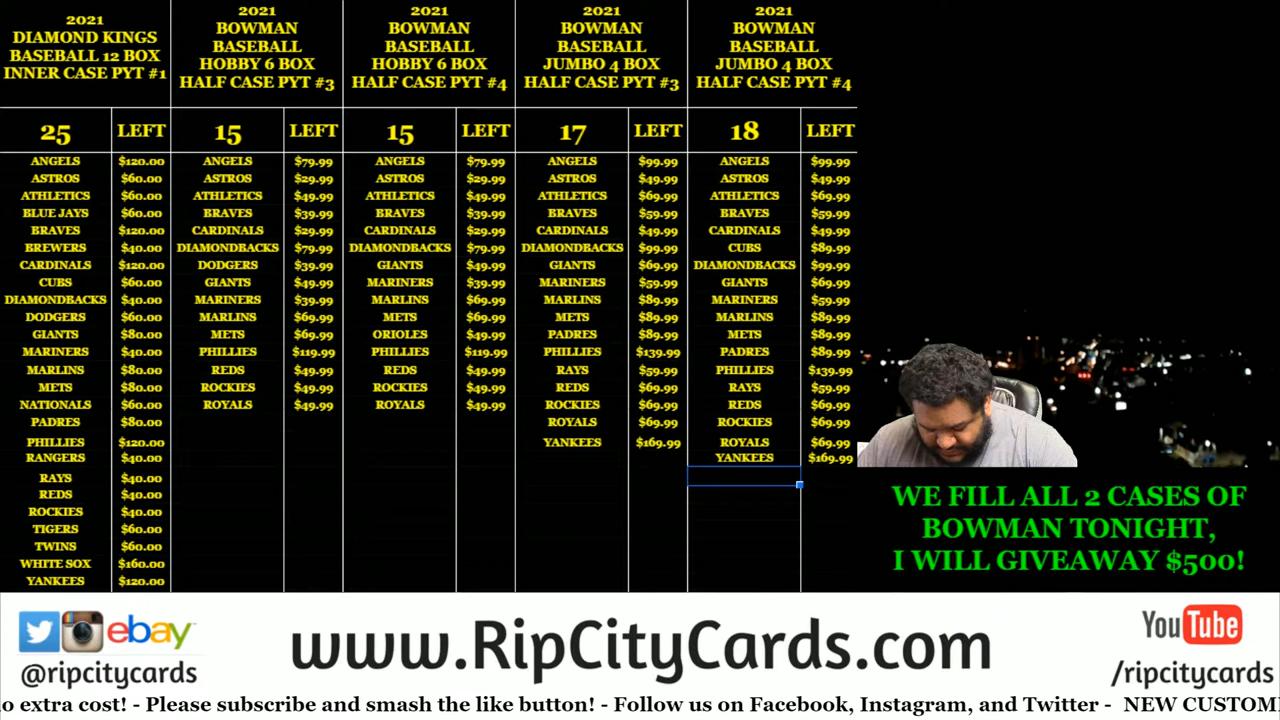 2021
DIAMOND KINGS
BASEBALL 12 BOX
INNER CASE PYT #1
25 LEFT
ANGELS $120.00
ASTROS $60.00
ATHLETICS $60.00
BLUE JAYS $60.00
BRAVES $120.00
BREWERS $40.00
CARDINALS $120.00
CUBS $60.00
DIAMONDBACKS $40.00
DODGERS $60.00
GIANTS $80.00
MARINERS $40.00
MARLINS $80.00
METS $80.00
NATIONALS $60.00
PADRES $80.00
PHILLIES $120.00
RANGERS $40.00
RAYS $40.00
REDS $40.00
ROCKIES $40.00
TIGERS $60.00
TWINS $60.00
WHITE SOX $160.00
YANKEES $120.00
2021
BOWMAN
BASEBALL
HOBBY 6 BOX
HALF CASE PYT #3
15 LEFT
ANGELS $79.99
ASTROS $29.99
ATHLETICS $49.99
BRAVES $39.99
CARDINALS $29.99
DIAMONDBACKS $79.99
DODGERS $39.99
GIANTS $49.99
MARINERS $39.99
MARLINS $69.99
METS $69.99
PHILLIES $119.99
REDS $49.99
ROCKIES $49.99
ROYALS $49.99
2021
BOWMAN
BASEBALL
HOBBY 6 BOX
HALF CASE PYT #4
15 LEFT
ANGELS $79.99
ASTROS $29.99
ATHLETICS $49.99
BRAVES $39.99
CARDINALS $29.99
DIAMONDBACKS $79.99
GIANTS $49.99
MARINERS $39.99
MARLINS $69.99
METS $69.99
ORIOLES $49.99
PHILLIES $119.99
REDS $49.99
ROCKIES $49.99
ROYALS $49.99
2021
BOWMAN
BASEBALL
JUMBO 4 BOX
HALF CASE PYT #3
17 LEFT
ANGELS $99.99
ASTROS $49.99
ATHLETICS $69.99
BRAVES $59.99
CARDINALS $49.99
DIAMONDBACKS $99.99
GIANTS $69.99
MARINERS $59.99
MARLINS $89.99
METS $89.99
PADRES $89.99
PHILLIES $139.99
RAYS $59.99
REDS $69.99
ROCKIES $69.99
ROYALS $69.99
YANKEES $169.99
2021
BOWMAN
BASEBALL
JUMBO 4 BOX
HALF CASE PYT #4
18 LEFT
ANGELS $99.99
ASTROS $49.99
ATHLETICS $69.99
BRAVES $59.99
CARDINALS $49.99
CUBS $89.99
DIAMONDBACKS $99.99
GIANTS $69.99
MARINERS $59.99
MARLINS $89.99
METS $89.99
PADRES $89.99
PHILLIES $139.99
RAYS $59.99
REDS $69.99
ROCKIES $69.99
ROYALS $69.99
YANKEES $169.99
WE FILL ALL 2 CASES OF
BOWMAN TONIGHT,
I WILL GIVEAWAY $500!
ebay
@ripcitycards
www.RipCityCards.com
YouTube
/ripcitycards
o extra cost! - Please subscribe and smash the like button! - Follow us on Facebook, Instagram, and Twitter - NEW CUSTOM